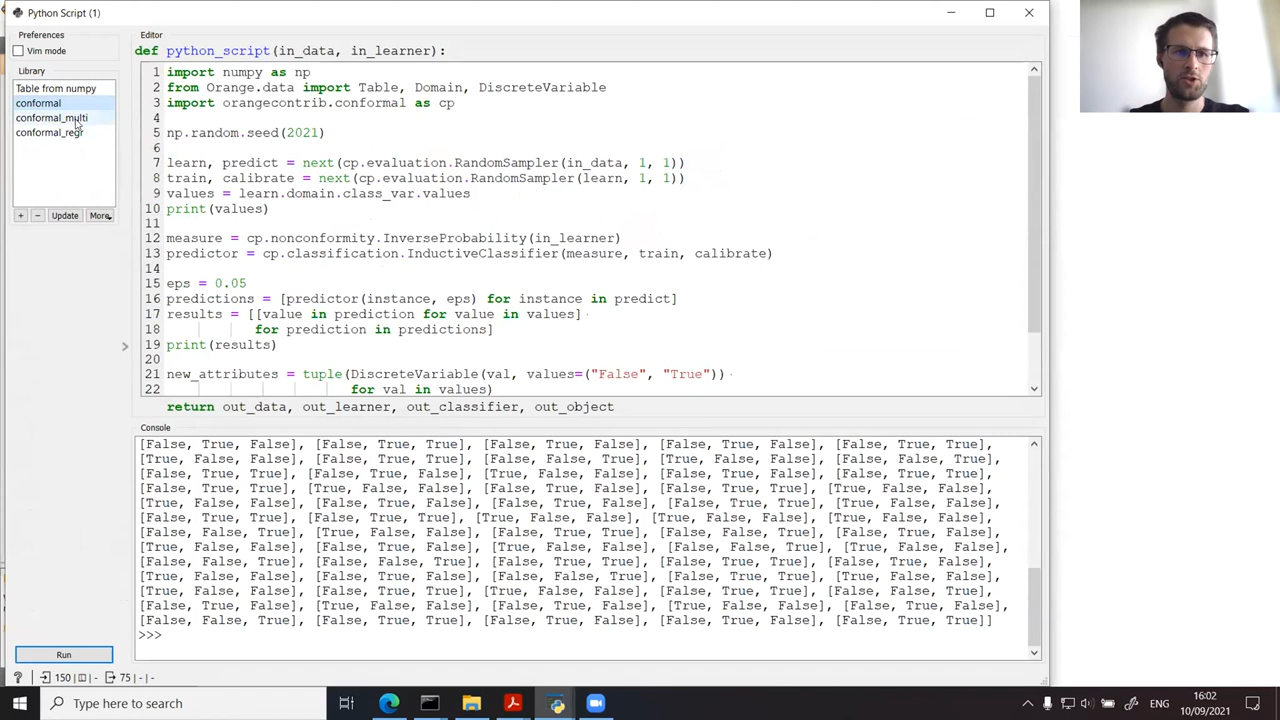 Python Script (1)
Preferences
Vim mode
Library
Table from numpy
conformal
conformal_multi
conformal_regr
+ - Update More
Run
? 150 | - 75 | - | -
Editor
def python_script(in_data, in_learner):
1 import numpy as np
2 from Orange.data import Table, Domain, DiscreteVariable
3 import orangecontrib.conformal as cp
4
5 np.random.seed(2021)
6
7 learn, predict = next(cp.evaluation.RandomSampler(in_data, 1, 1))
8 train, calibrate = next(cp.evaluation.RandomSampler(learn, 1, 1))
9 values = learn.domain.class_var.values
10 print(values)
11
12 measure = cp.nonconformity.InverseProbability(in_learner)
13 predictor = cp.classification.InductiveClassifier(measure, train, calibrate)
14
15 eps = 0.05
16 predictions = [predictor(instance, eps) for instance in predict]
17 results = [[value in prediction for value in values]
18 for prediction in predictions]
19 print(results)
20
21 new_attributes = tuple(DiscreteVariable(val, values=("False", "True"))
22 for val in values)
return out_data, out_learner, out_classifier, out_object
Console
[False, True, False], [False, True, True], [False, True, False], [False, True, False], [False, True, True],
[True, False, False], [False, True, False], [False, False, True], [True, False, False], [False, True, False],
[False, True, True], [False, True, False], [True, False, False], [False, True, False], [False, True, True],
[False, True, False], [True, False, False], [False, True, False], [False, True, False], [True, False, False],
[True, False, False], [False, True, False], [False, True, False], [False, True, False], [False, True, True],
[False, True, True], [False, True, True], [True, False, False], [True, False, False], [True, False, False],
[True, False, False], [False, True, True], [False, True, False], [False, True, False], [True, False, False],
[True, False, False], [False, True, False], [True, False, False], [False, True, True], [True, False, False],
[False, True, False], [False, False, True], [True, False, False], [False, True, False], [False, True, False],
[True, False, False], [False, True, False], [False, True, False], [False, True, True], [True, False, False],
[True, False, False], [False, True, False], [True, False, False], [False, True, True], [True, False, False],
[False, True, False], [True, False, False], [False, True, False], [True, False, False], [False, True, False],
[False, False, True], [False, True, True], [False, True, False], [False, True, False], [False, True, True]]
>>>
Type here to search
ENG
16:02
10/09/2021